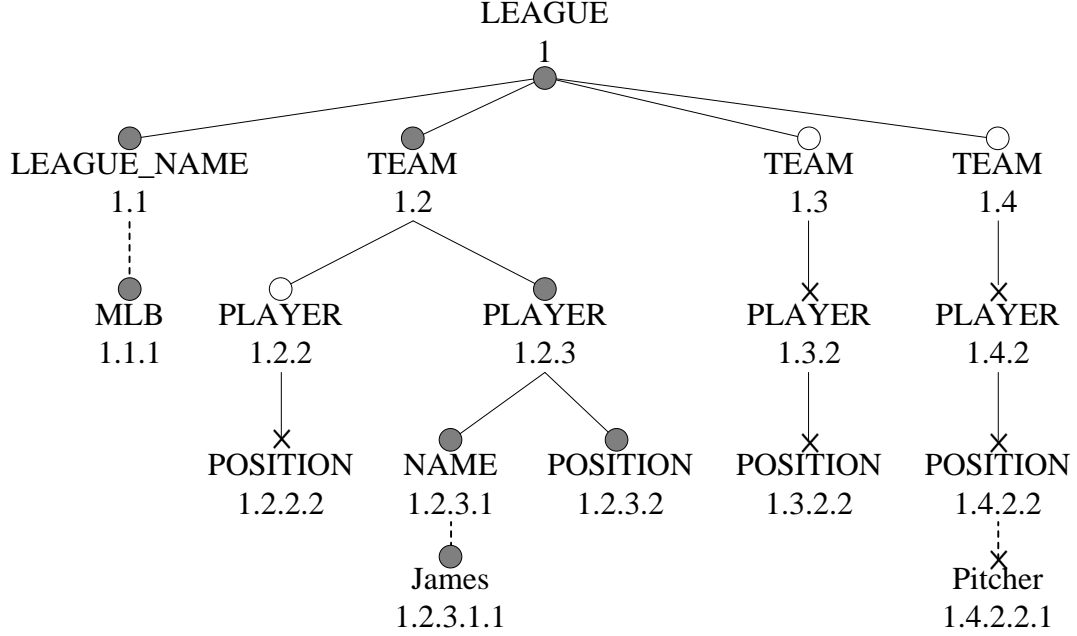 LEAGUE
1
LEAGUE_NAME TEAM TEAM TEAM
1.1 1.2 1.3 1.4
MLB PLAYER PLAYER PLAYER PLAYER
1.1.1 1.2.2 1.2.3 1.3.2 1.4.2
POSITION NAME POSITION POSITION POSITION
1.2.2.2 1.2.3.1 1.2.3.2 1.3.2.2 1.4.2.2
James Pitcher
1.2.3.1.1 1.4.2.2.1